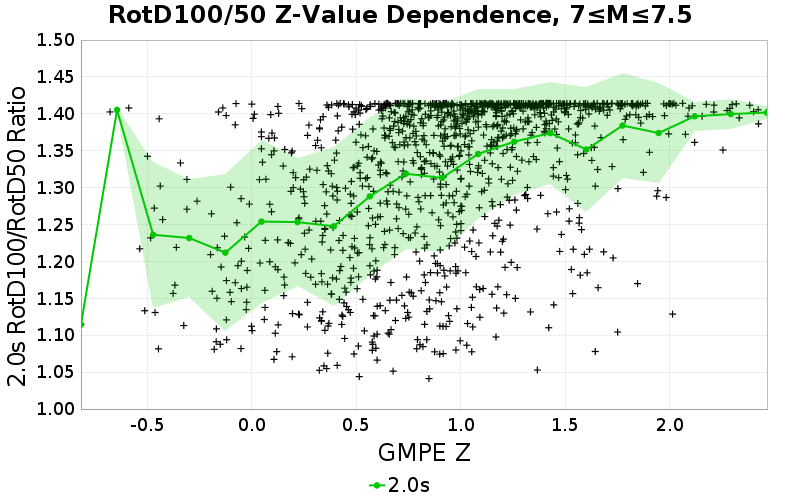 RotD100/50 Z-Value Dependence, 7≤M≤7.5
2.0s RotD100/RotD50 Ratio
1.50
1.45
1.40
1.35
1.30
1.25
1.20
1.15
1.10
1.05
1.00
-0.5 0.0 0.5 1.0 1.5 2.0
GMPE Z
2.0s